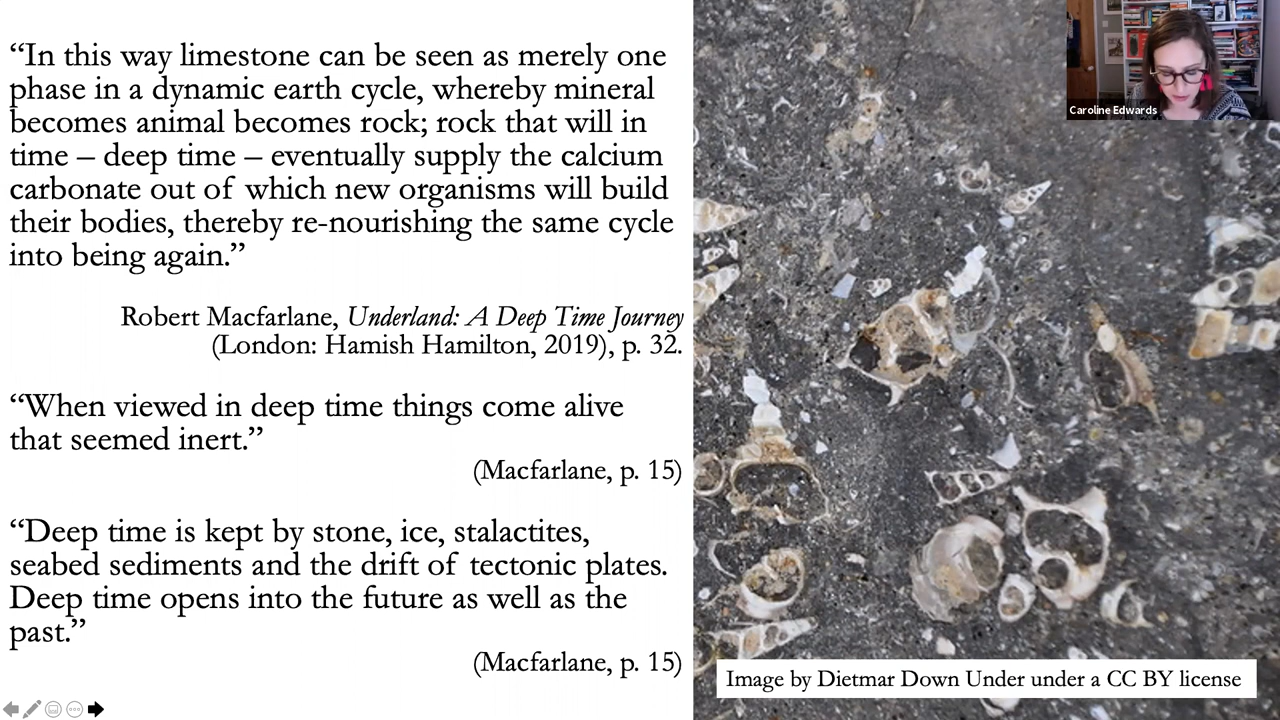 “In this way limestone can be seen as merely one
phase in a dynamic earth cycle, whereby mineral
becomes animal becomes rock; rock that will in
time – deep time – eventually supply the calcium
carbonate out of which new organisms will build
their bodies, thereby re-nourishing the same cycle
into being again.”
Robert Macfarlane, Underland: A Deep Time Journey
(London: Hamish Hamilton, 2019), p. 32.
“When viewed in deep time things come alive
that seemed inert.”
(Macfarlane, p. 15)
“Deep time is kept by stone, ice, stalactites,
seabed sediments and the drift of tectonic plates.
Deep time opens into the future as well as the
past.”
(Macfarlane, p. 15)
Caroline Edwards
Image by Dietmar Down Under under a CC BY license